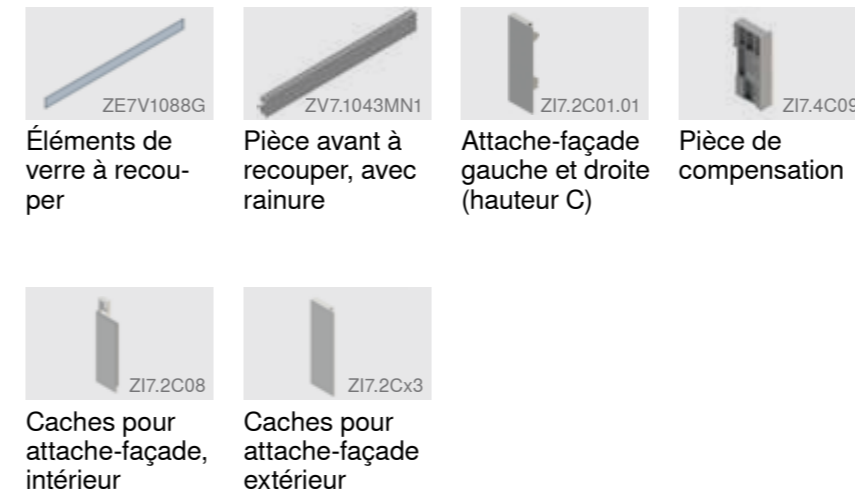 ZE7V1088G
Éléments de
verre à recou-
per
ZV7.1043MN1
Pièce avant à
recouper, avec
rainure
ZI7.2C01.01
Attache-façade
gauche et droite
(hauteur C)
ZI7.4C09
Pièce de
compensation
ZI7.2C08
Caches pour
attache-façade,
intérieur
ZI7.2Cx3
Caches pour
attache-façade
extérieur